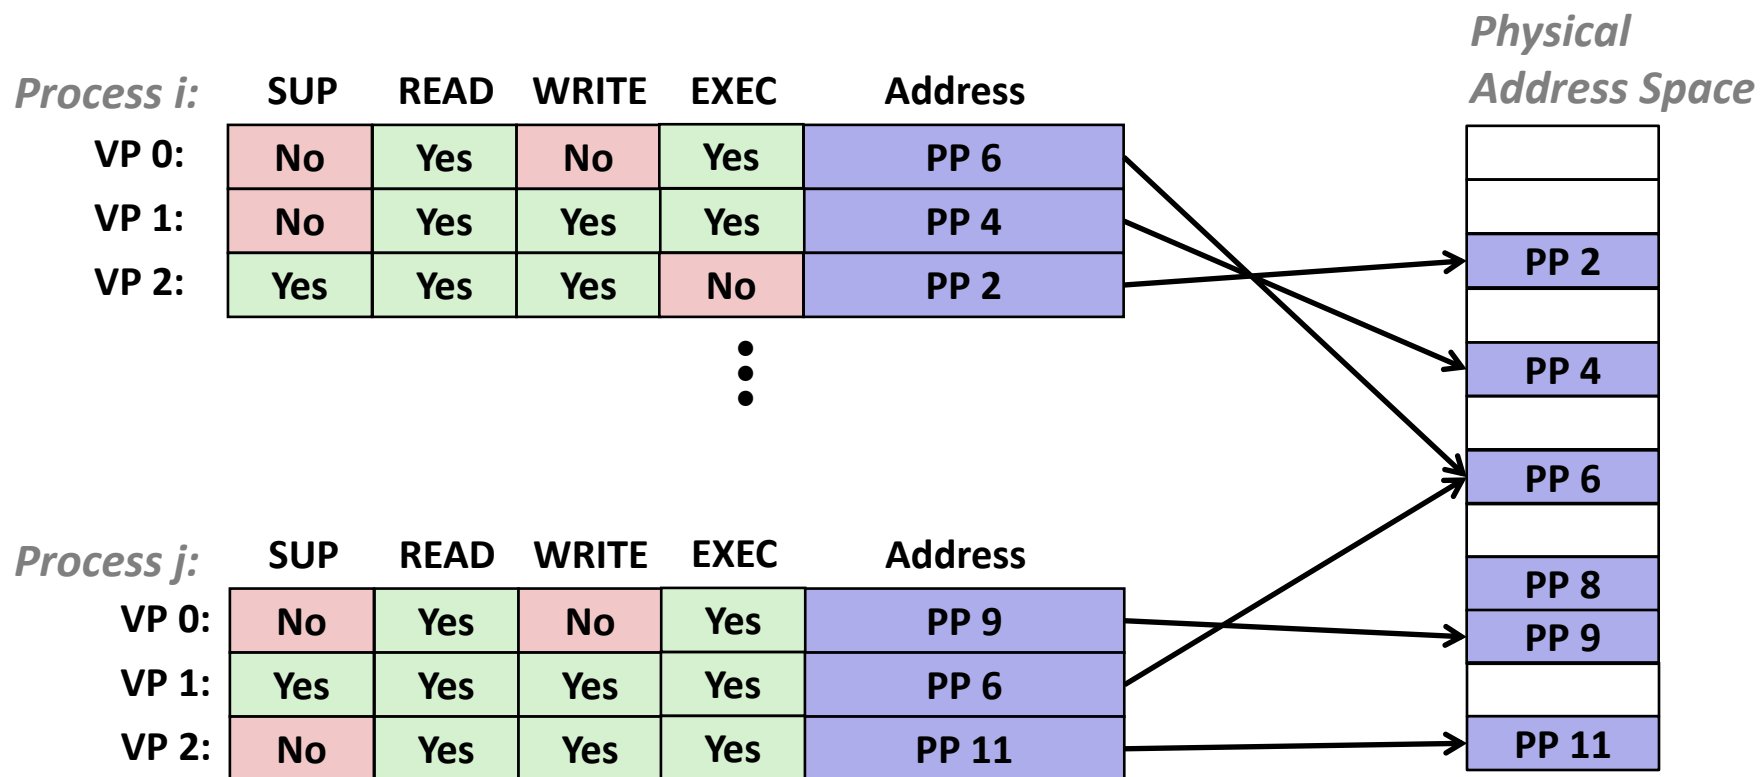 Physical
Address Space
Process i: SUP READ WRITE EXEC Address
VP 0: No Yes No Yes PP 6
VP 1: No Yes Yes Yes PP 4
VP 2: Yes Yes Yes No PP 2
PP 2
PP 4
PP 6
Process j: SUP READ WRITE EXEC Address
VP 0: No Yes No Yes PP 9
VP 1: Yes Yes Yes Yes PP 6
VP 2: No Yes Yes Yes PP 11
PP 8
PP 9
PP 11